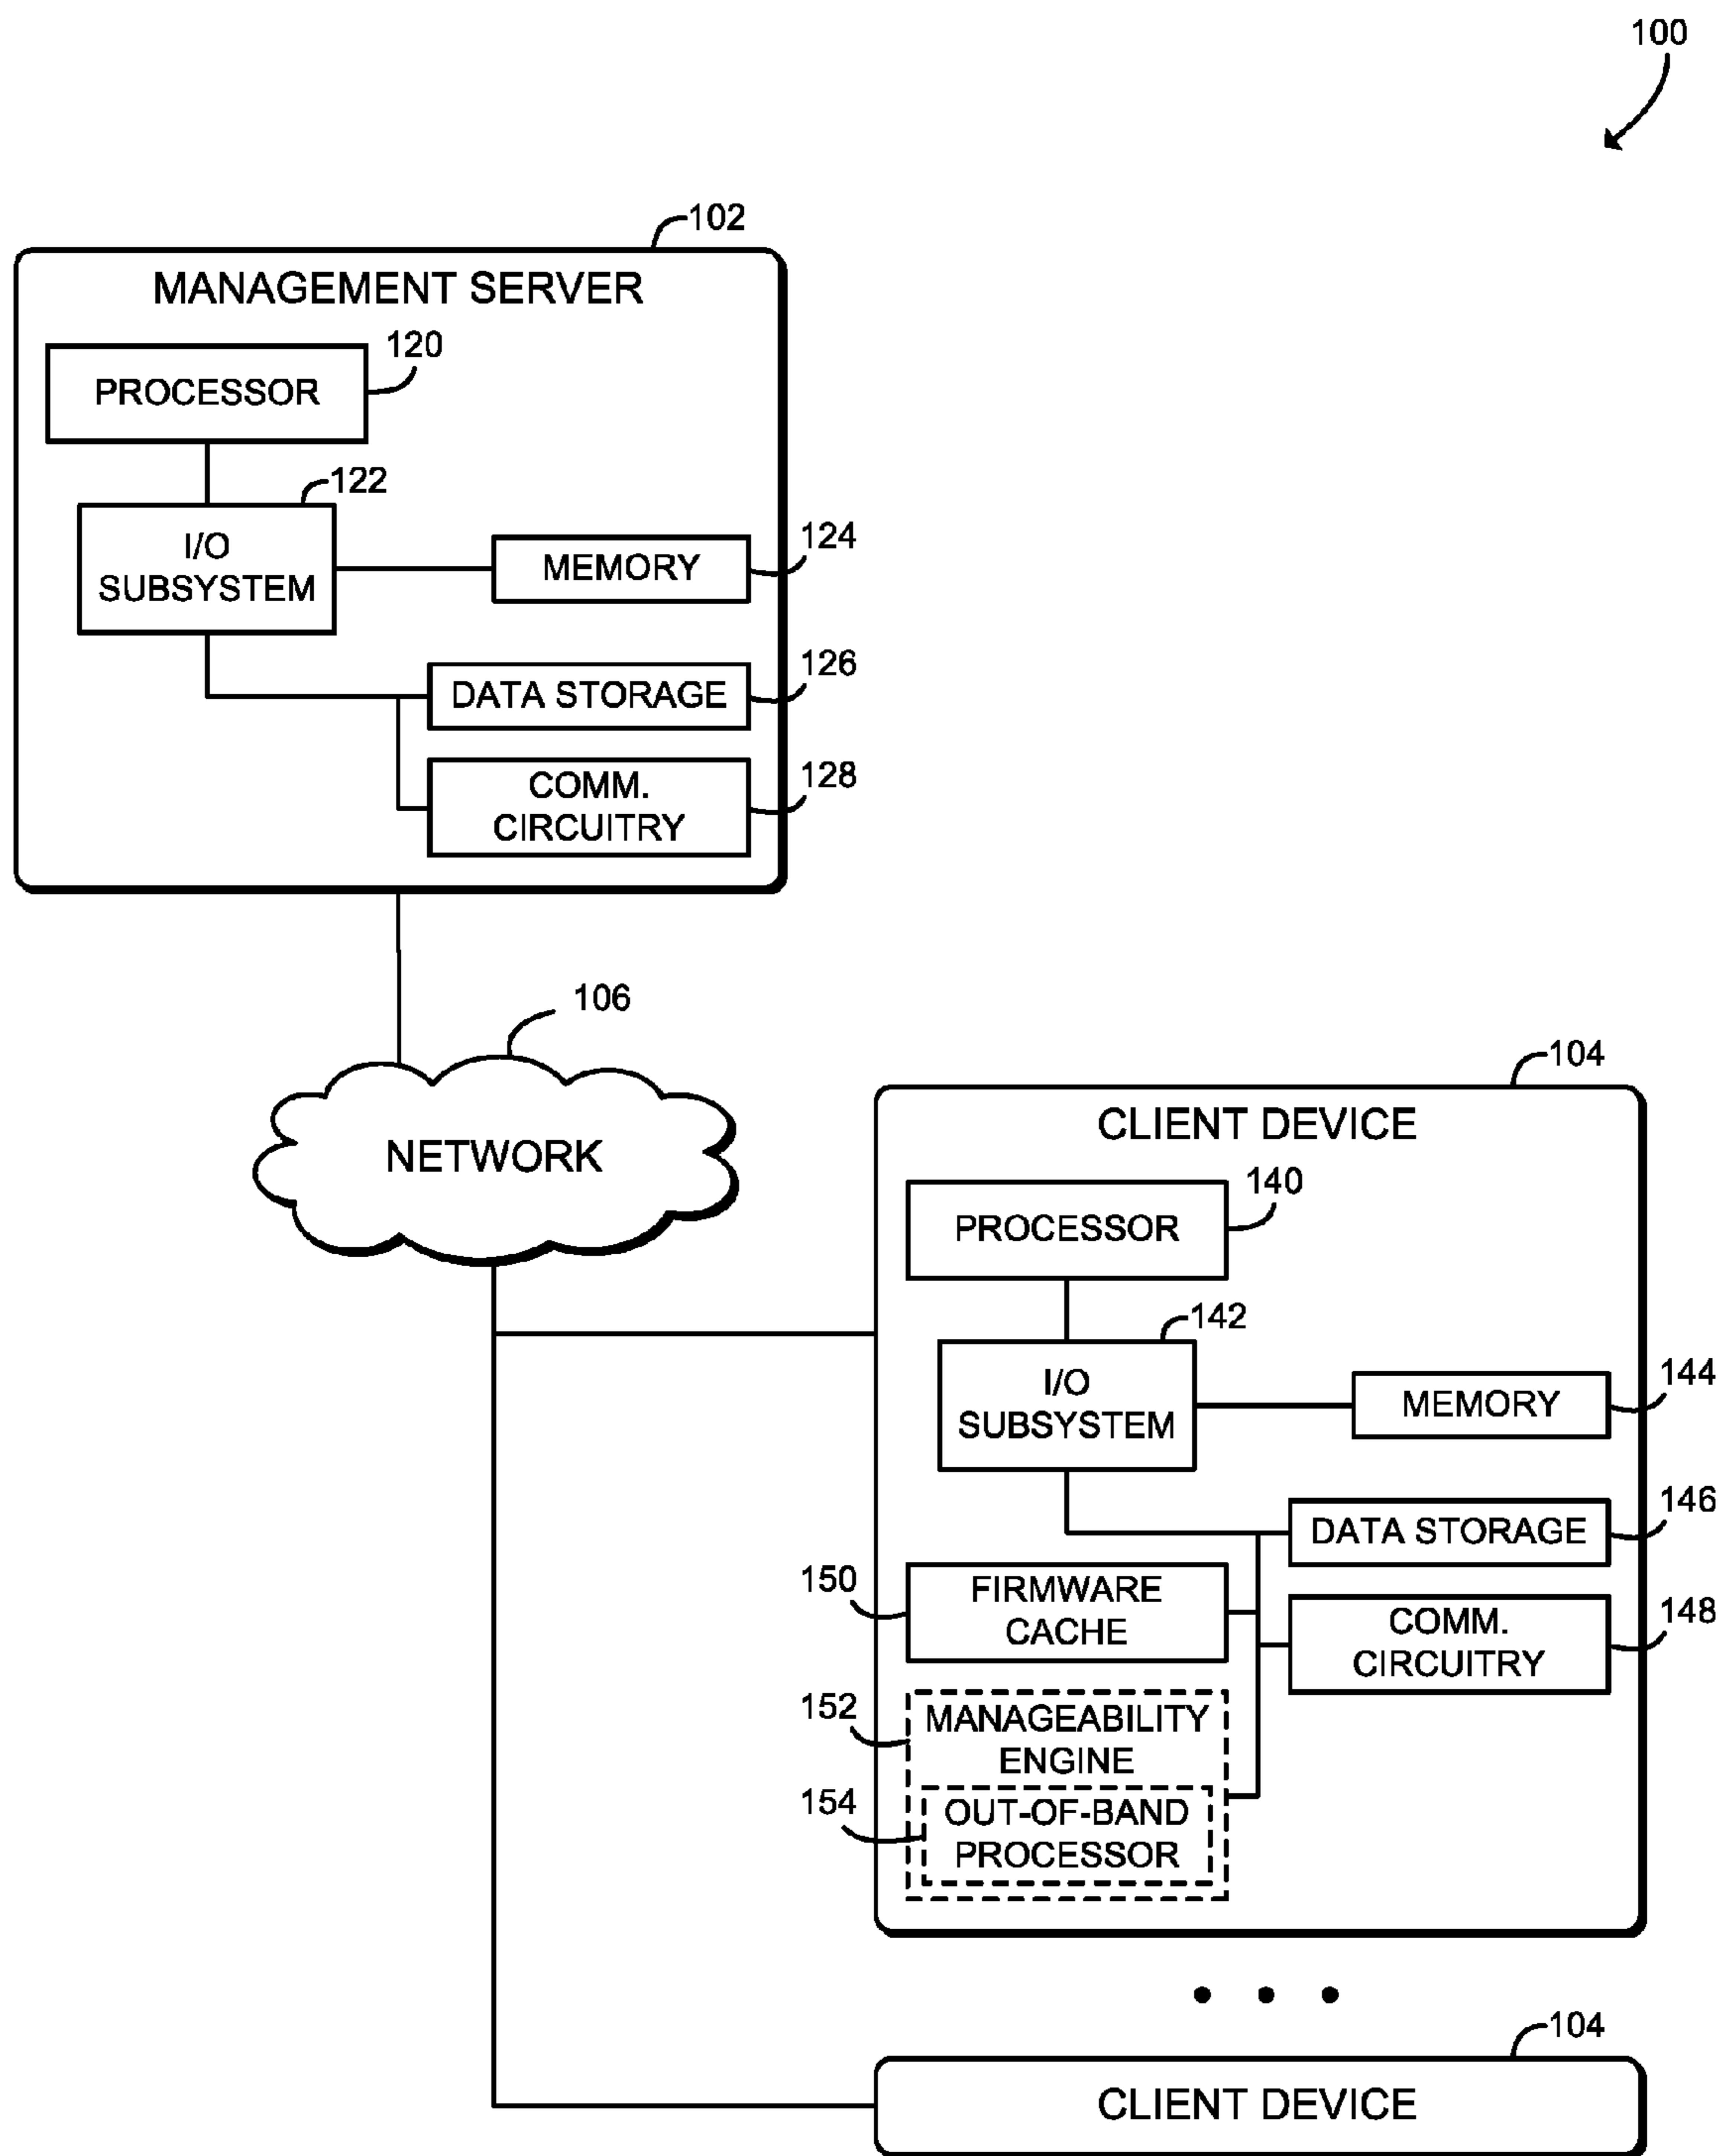 100
102
MANAGEMENT SERVER
120
PROCESSOR
122
I/O
SUBSYSTEM
124
MEMORY
126
DATA STORAGE
128
COMM.
CIRCUITRY
106
NETWORK
104
CLIENT DEVICE
140
PROCESSOR
142
I/O
SUBSYSTEM
144
MEMORY
146
DATA STORAGE
150
FIRMWARE
CACHE
148
COMM.
CIRCUITRY
152
MANAGEABILITY
ENGINE
154
OUT-OF-BAND
PROCESSOR
104
CLIENT DEVICE